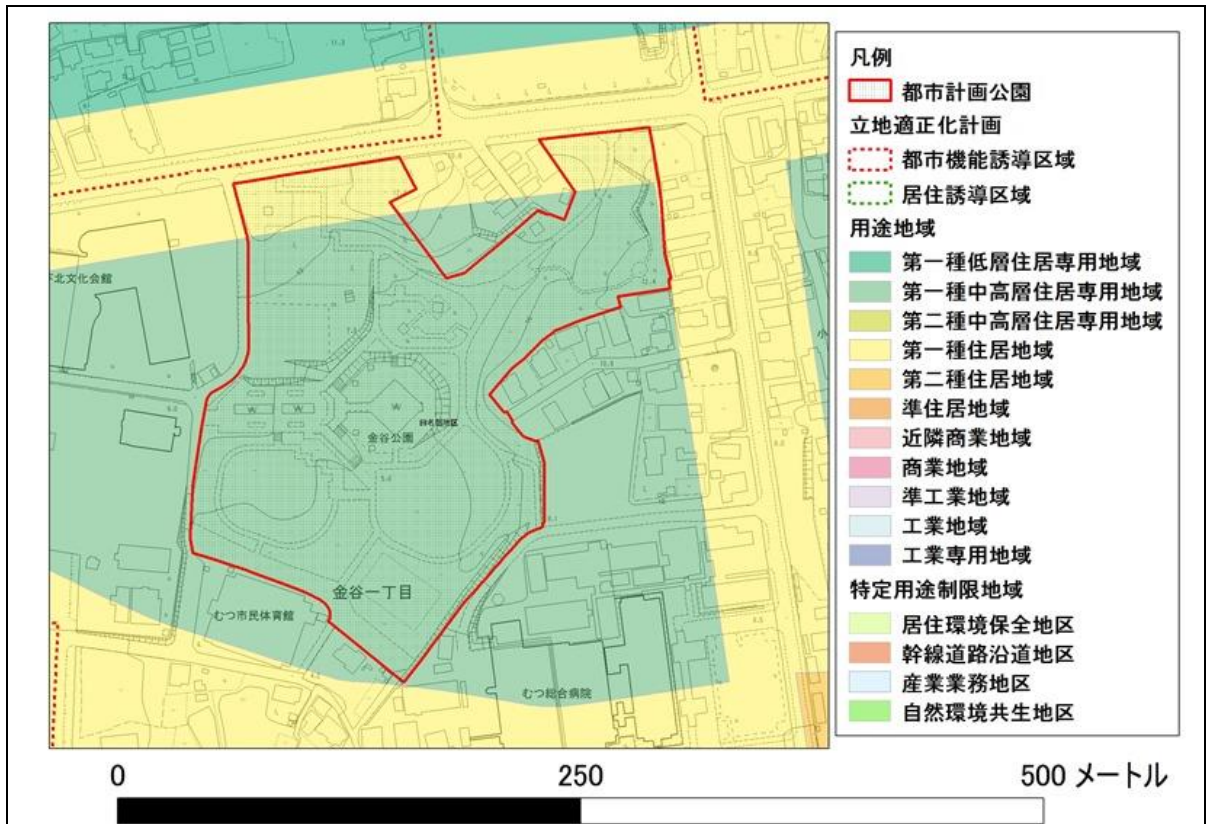 下北文化会館
金谷公園
旧名勝地区
金谷一丁目
むつ市民体育館
むつ総合病院
小
凡例
都市計画公園
立地適正化計画
都市機能誘導区域
居住誘導区域
用途地域
第一種低層住居専用地域
第一種中高層住居専用地域
第二種中高層住居専用地域
第一種住居地域
第二種住居地域
準住居地域
近隣商業地域
商業地域
準工業地域
工業地域
工業専用地域
特定用途制限地域
居住環境保全地区
幹線道路沿道地区
産業業務地区
自然環境共生地区
0 250 500 メートル